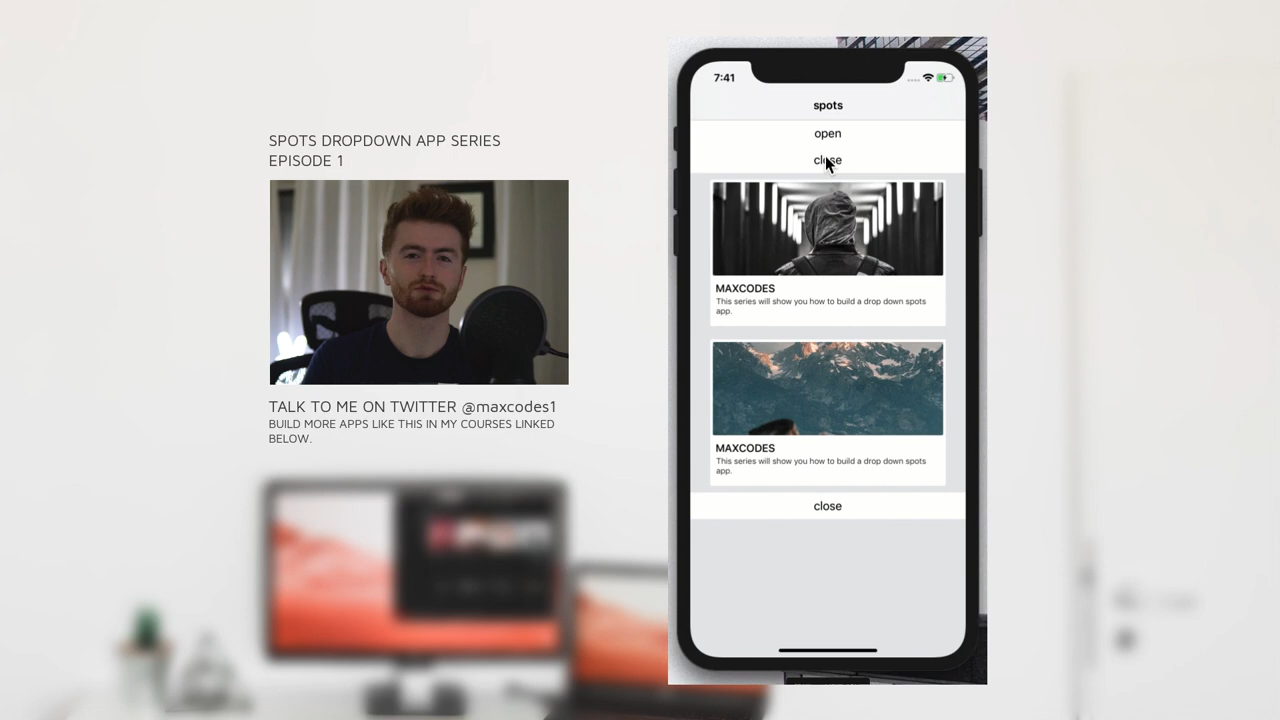 SPOTS DROPDOWN APP SERIES
EPISODE 1
TALK TO ME ON TWITTER @maxcodes1
BUILD MORE APPS LIKE THIS IN MY COURSES LINKED
BELOW.
7:41
spots
open
close
MAXCODES
This series will show you how to build a drop down spots
app.
MAXCODES
This series will show you how to build a drop down spots
app.
close